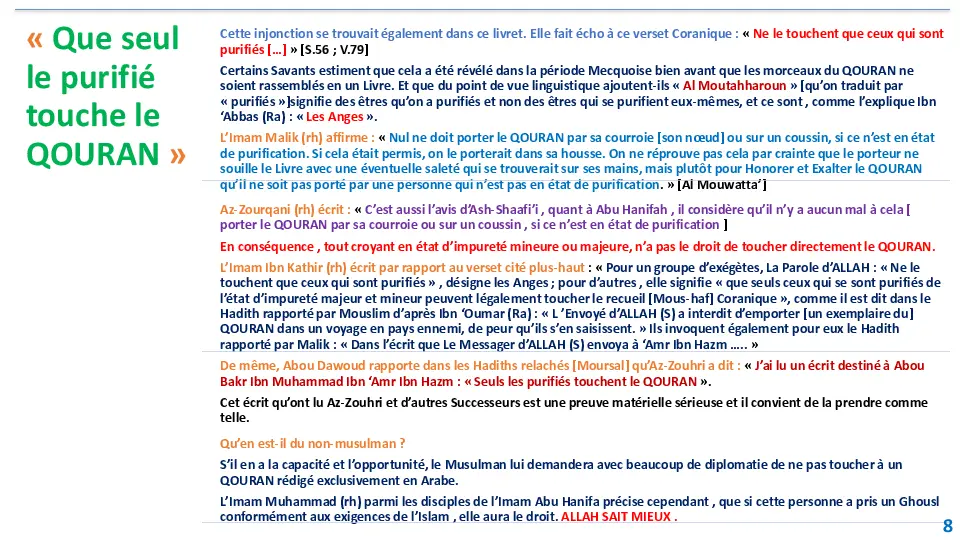 « Que seul
le purifié
touche le
QOURAN »
Cette injonction se trouvait également dans ce livret. Elle fait écho à ce verset Coranique : « Ne le touchent que ceux qui sont
purifiés […] » [S.56 ; V.79]
Certains Savants estiment que cela a été révélé dans la période Mecquoise bien avant que les morceaux du QOURAN ne
soient rassemblés en un Livre. Et que du point de vue linguistique ajoutent-ils « Al Moutahharoun » [qu'on traduit par
« purifiés »]signifie des êtres qu'on a purifiés et non des êtres qui se purifient eux-mêmes, et ce sont , comme l'explique Ibn
'Abbas (Ra) : « Les Anges ».
L'Imam Malik (rh) affirme : « Nul ne doit porter le QOURAN par sa courroie [son nœud] ou sur un coussin, si ce n'est en état
de purification. Si cela était permis, on le porterait dans sa housse. On ne réprouve pas cela par crainte que le porteur ne
souille le Livre avec une éventuelle saleté qui se trouverait sur ses mains, mais plutôt pour Honorer et Exalter le QOURAN
qu'il ne soit pas porté par une personne qui n'est pas en état de purification. » [Al Mouwatta']
Az-Zourqani (rh) écrit : « C'est aussi l'avis d'Ash-Shaafi'i , quant à Abu Hanifah , il considère qu'il n'y a aucun mal à cela [
porter le QOURAN par sa courroie ou sur un coussin , si ce n'est en état de purification ]
En conséquence , tout croyant en état d'impureté mineure ou majeure, n'a pas le droit de toucher directement le QOURAN.
L'Imam Ibn Kathir (rh) écrit par rapport au verset cité plus-haut : « Pour un groupe d'exégètes, La Parole d'ALLAH : « Ne le
touchent que ceux qui sont purifiés » , désigne les Anges ; pour d'autres , elle signifie « que seuls ceux qui se sont purifiés de
l'état d'impureté majeur et mineur peuvent légalement toucher le recueil [Mous-haf] Coranique », comme il est dit dans le
Hadith rapporté par Mouslim d'après Ibn 'Oumar (Ra) : « L 'Envoyé d'ALLAH (S) a interdit d'emporter [un exemplaire du]
QOURAN dans un voyage en pays ennemi, de peur qu'ils s'en saisissent. » Ils invoquent également pour eux le Hadith
rapporté par Malik : « Dans l'écrit que Le Messager d'ALLAH (S) envoya à 'Amr Ibn Hazm ….. »
De même, Abou Dawoud rapporte dans les Hadiths relachés [Moursal] qu'Az-Zouhri a dit : « J'ai lu un écrit destiné à Abou
Bakr Ibn Muhammad Ibn 'Amr Ibn Hazm : « Seuls les purifiés touchent le QOURAN ».
Cet écrit qu'ont lu Az-Zouhri et d'autres Successeurs est une preuve matérielle sérieuse et il convient de la prendre comme
telle.
Qu'en est-il du non-musulman ?
S'il en a la capacité et l'opportunité, le Musulman lui demandera avec beaucoup de diplomatie de ne pas toucher à un
QOURAN rédigé exclusivement en Arabe.
L'Imam Muhammad (rh) parmi les disciples de l'Imam Abu Hanifa précise cependant , que si cette personne a pris un Ghousl
conformément aux exigences de l'Islam , elle aura le droit. ALLAH SAIT MIEUX .
8